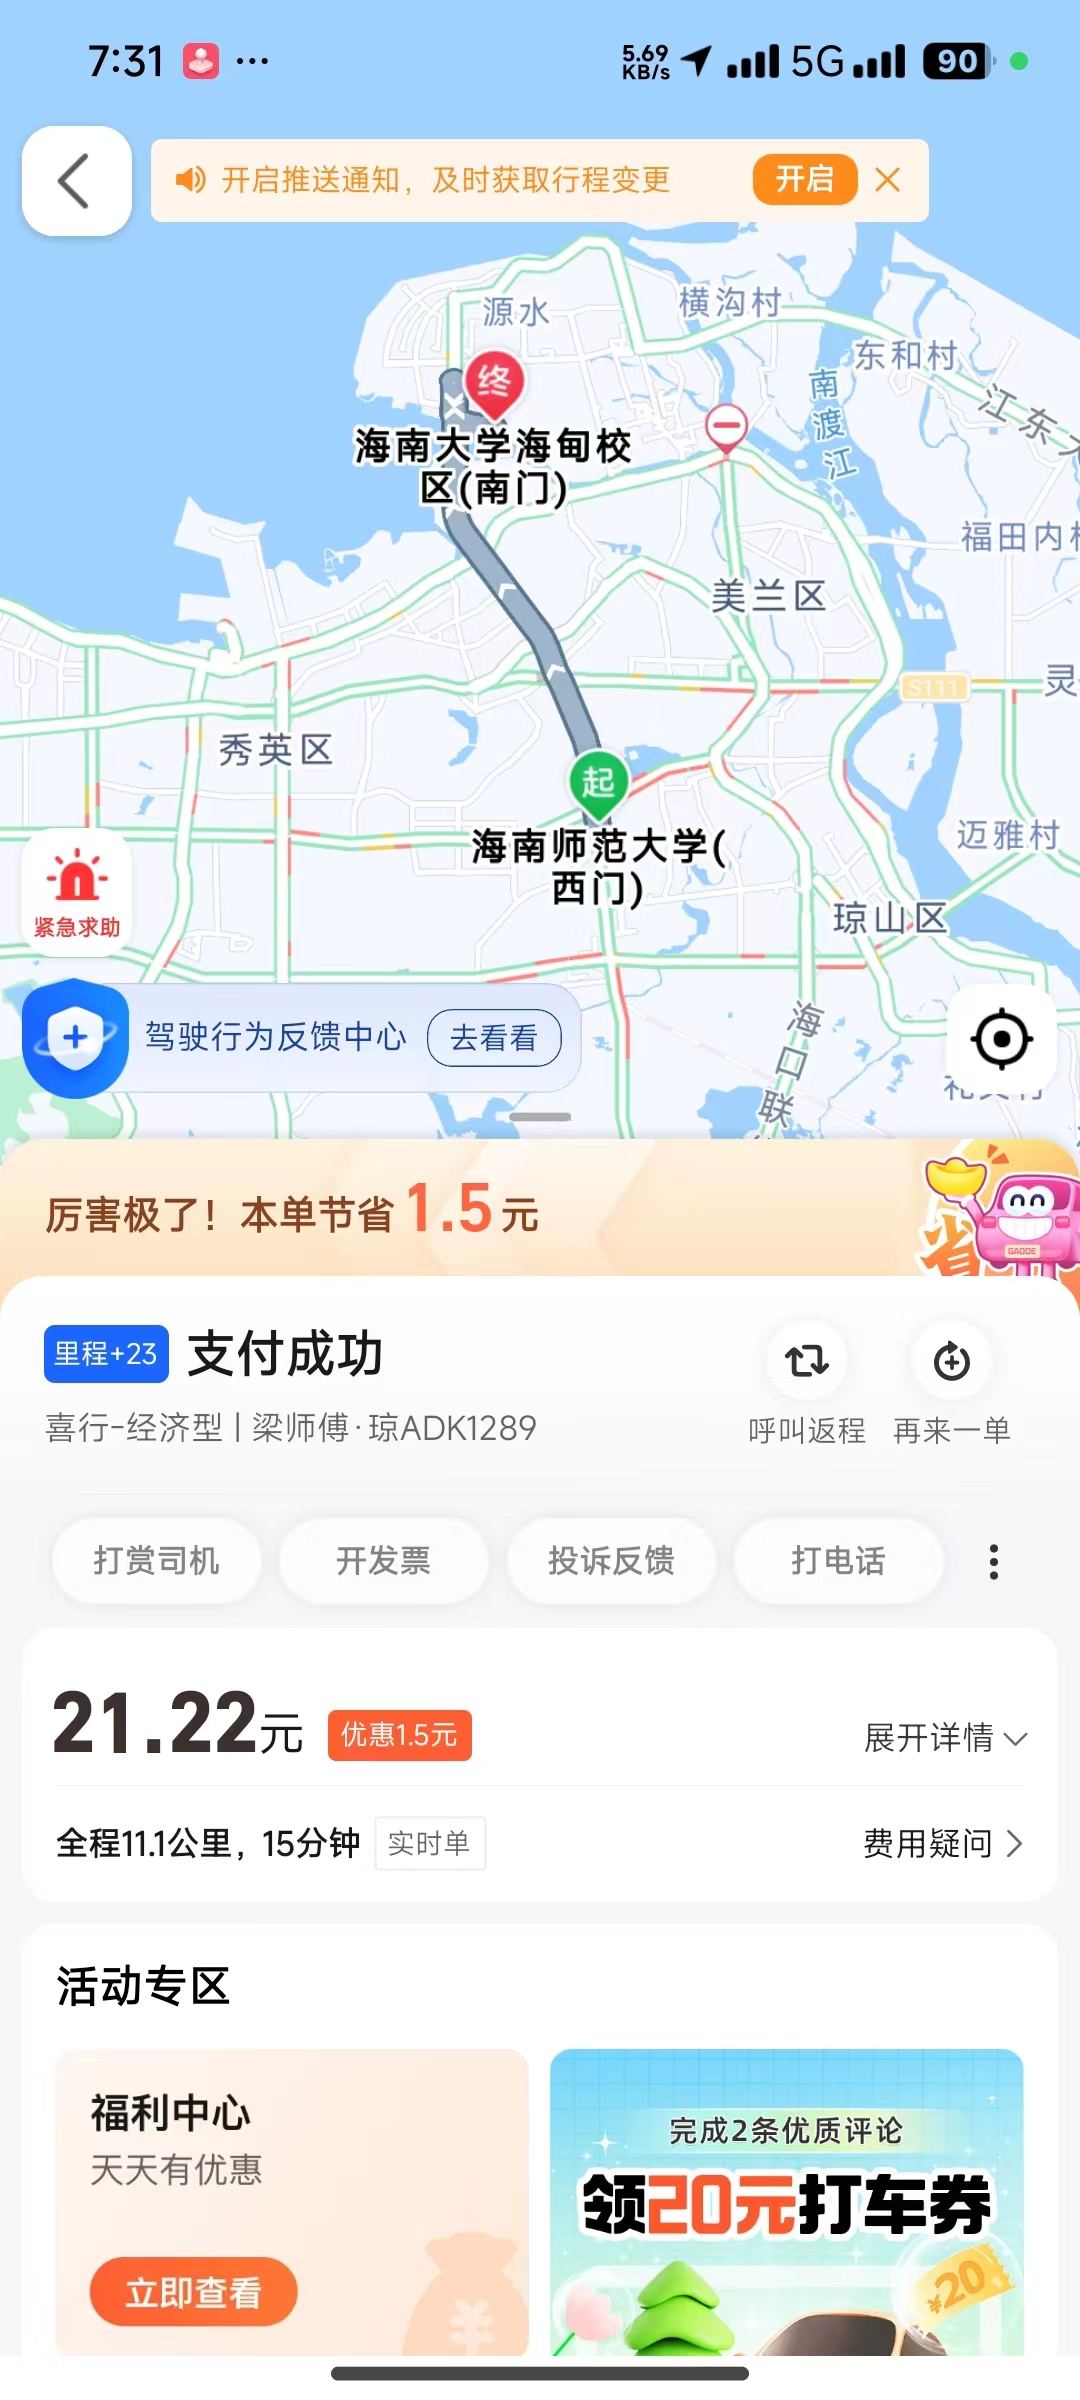 7:31 ... 5.69 KB/s 5G 90
开启推送通知，及时获取行程变更 开启
源水
横沟村
东和村
南渡江
江东大
终
海南大学海甸校
区(南门)
福田内村
美兰区
S111
灵
秀英区
起
海南师范大学(
西门)
迈雅村
琼山区
紧急求助
海口联
驾驶行为反馈中心 去看看
厉害极了！本单节省1.5元
省
GAODE
里程+23 支付成功
喜行-经济型 | 梁师傅·琼ADK1289
呼叫返程 再来一单
打赏司机 开发票 投诉反馈 打电话
21.22元 优惠1.5元 展开详情
全程11.1公里，15分钟 实时单 费用疑问
活动专区
福利中心
天天有优惠
立即查看
完成2条优质评论
领20元打车券
¥20
¥